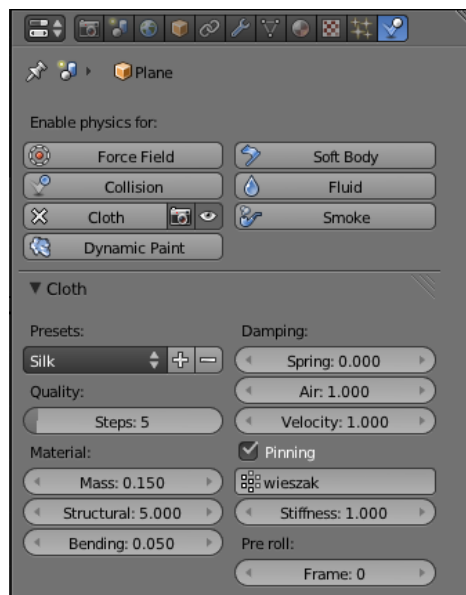 Plane
Enable physics for:
Force Field
Soft Body
Collision
Fluid
Cloth
Smoke
Dynamic Paint
Cloth
Presets:
Damping:
Silk
Spring: 0.000
Quality:
Air: 1.000
Steps: 5
Velocity: 1.000
Material:
Pinning
Mass: 0.150
wieszak
Structural: 5.000
Stiffness: 1.000
Bending: 0.050
Pre roll:
Frame: 0